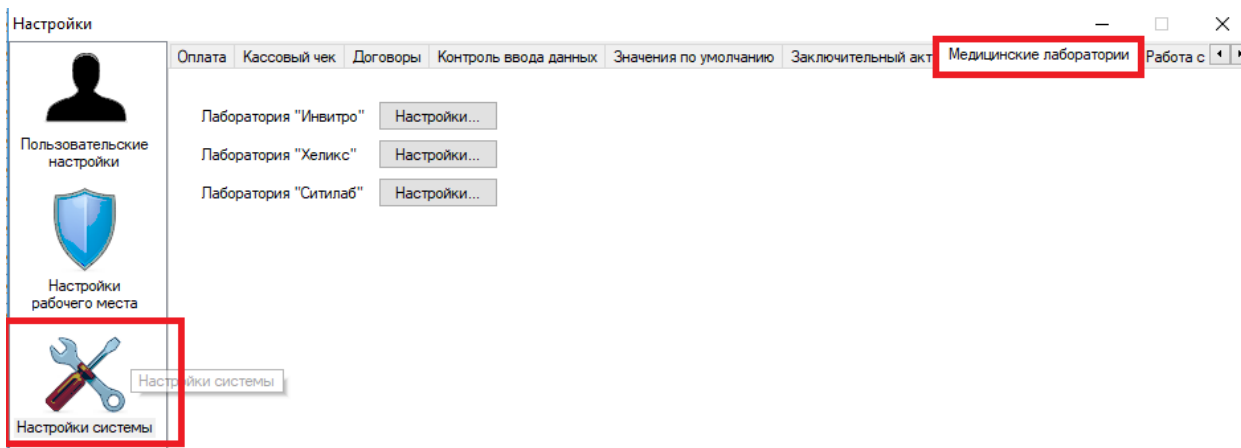 Настройки
Оплата Кассовый чек Договоры Контроль ввода данных Значения по умолчанию Заключительный акт Медицинские лаборатории Работа с
Лаборатория "Инвитро" Настройки...
Пользовательские
настройки
Лаборатория "Хеликс" Настройки...
Лаборатория "Ситилаб" Настройки...
Настройки
рабочего места
Настройки системы
Настройки системы